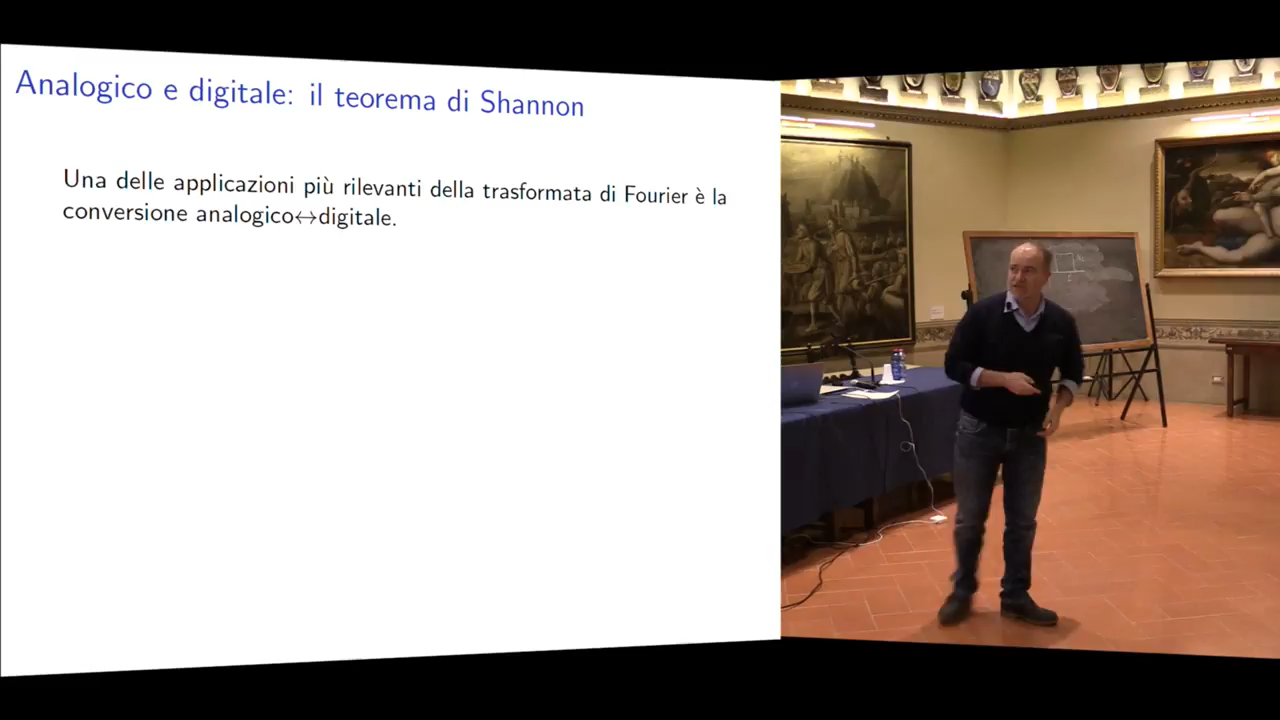 Analogico e digitale: il teorema di Shannon
Una delle applicazioni più rilevanti della trasformata di Fourier è la
conversione analogico↔digitale.